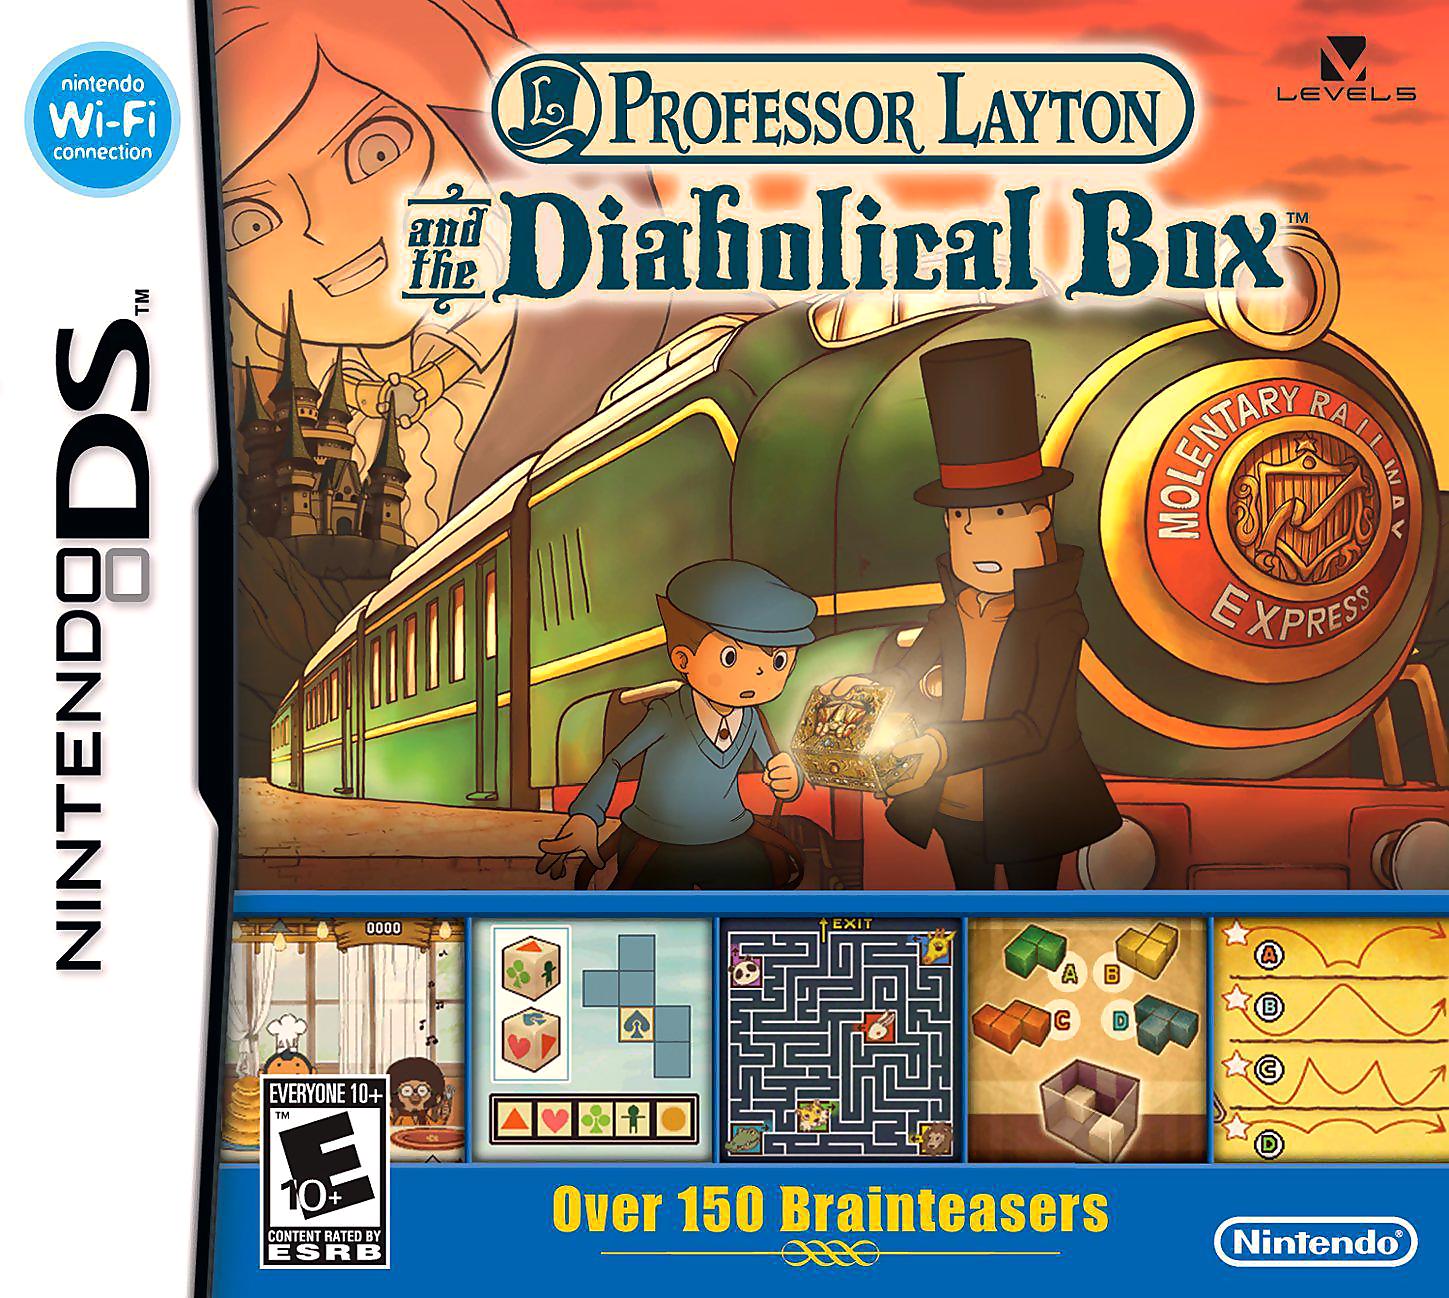 nintendo
Wi-Fi
connection
NINTENDO DS™
L PROFESSOR LAYTON
and the Diabolical Box™
LEVEL5
MOLENTARY RAILWAY
EXPRESS
0000
EXIT
A B
C D
A
B
C
D
EVERYONE 10+
™
E
10+
CONTENT RATED BY
ESRB
Over 150 Brainteasers
Nintendo®